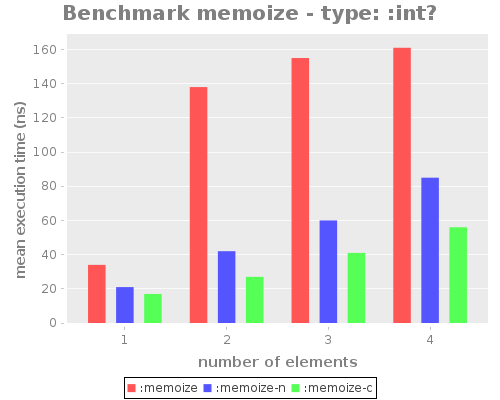 Benchmark memoize - type: :int?
mean execution time (ns)
160
140
120
100
80
60
40
20
0
1 2 3 4
number of elements
:memoize :memoize-n :memoize-c